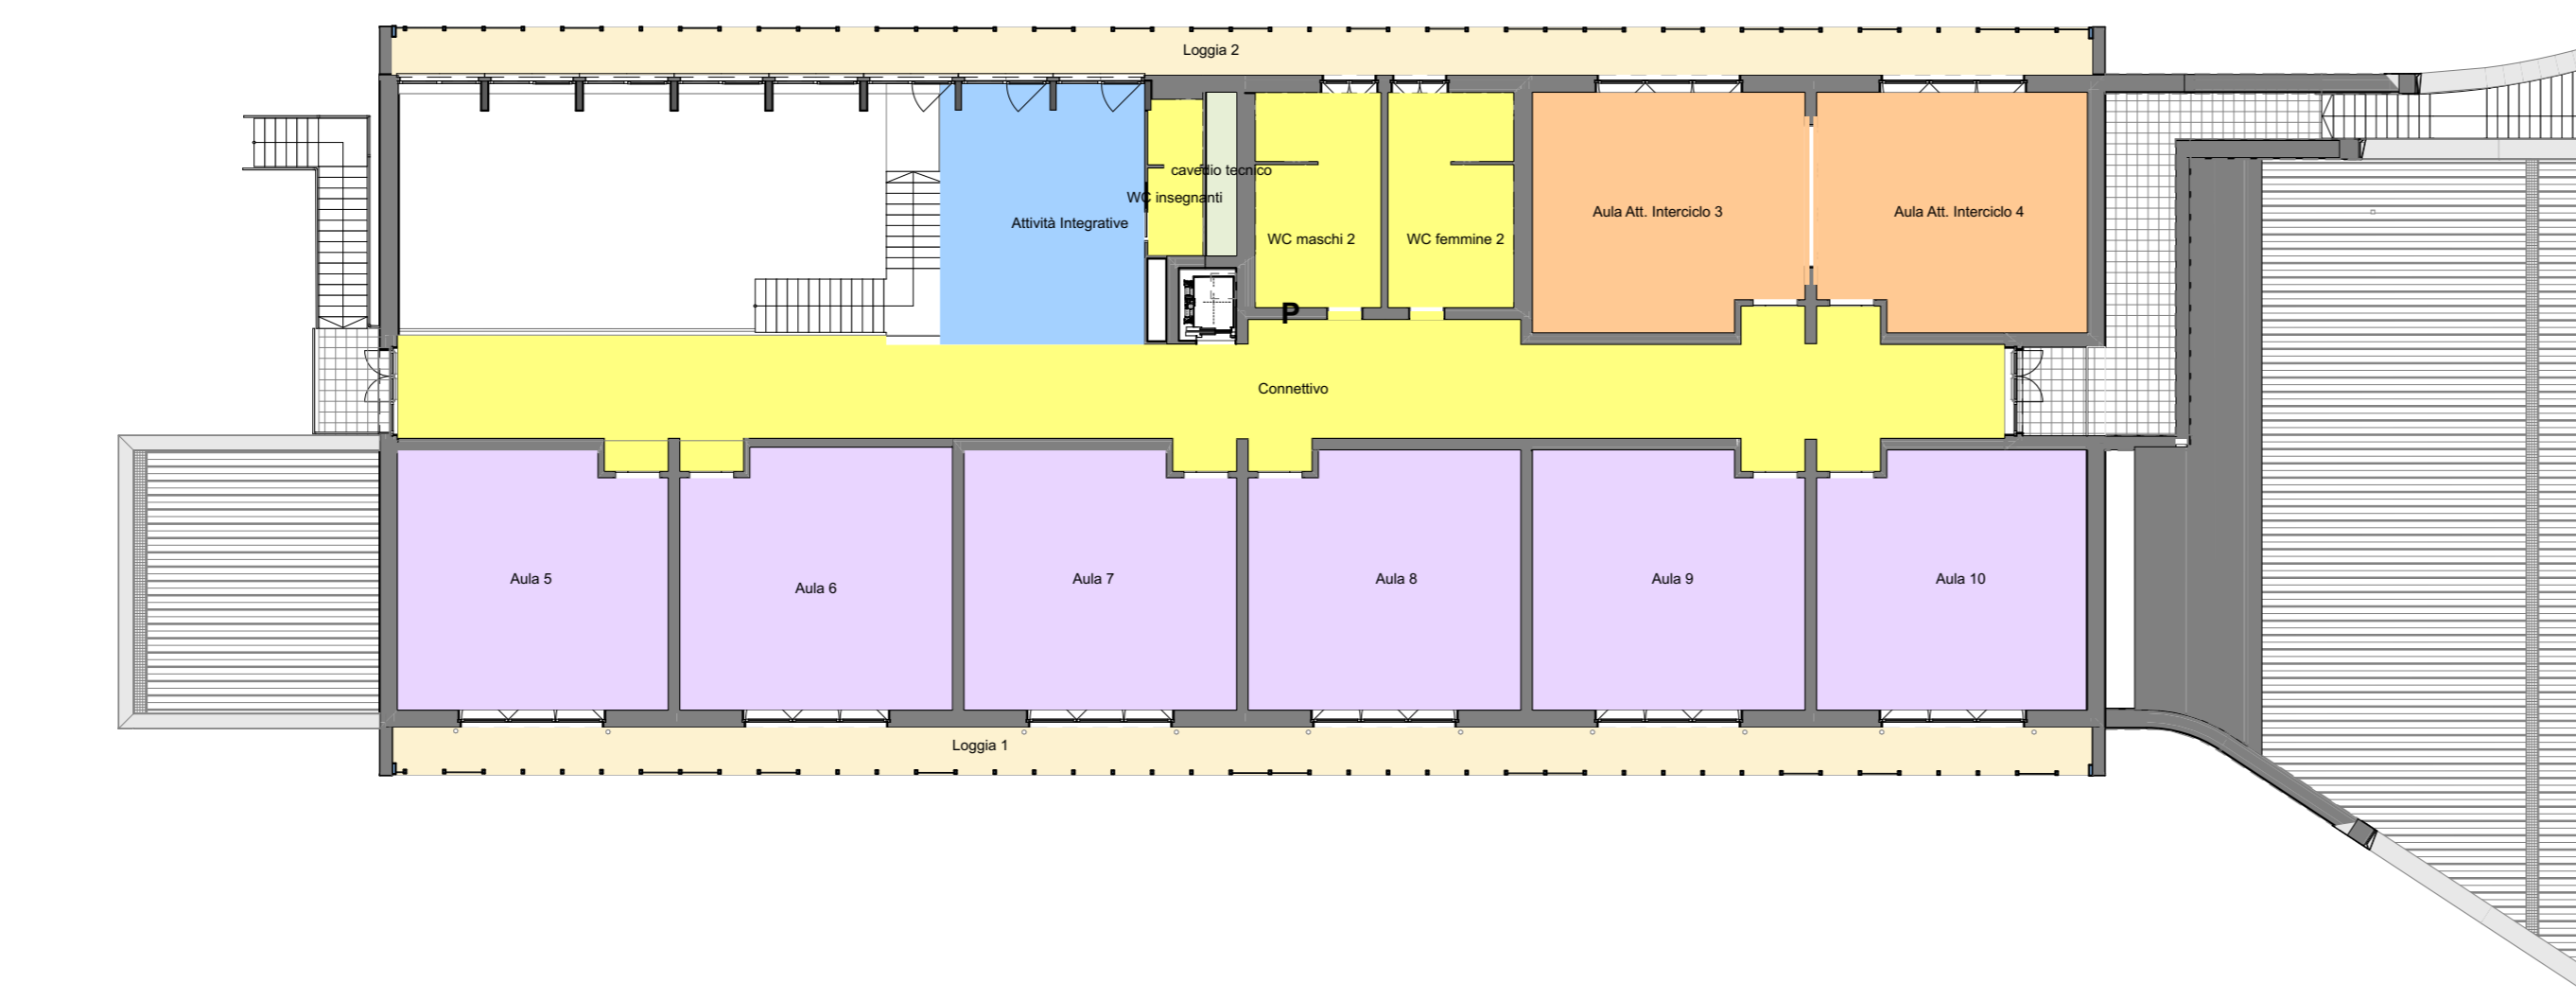 Loggia 2
cavedio tecnico
WC insegnanti
Attività Integrative
WC maschi 2
WC femmine 2
Aula Att. Interciclo 3
Aula Att. Interciclo 4
P
Connettivo
Aula 5
Aula 6
Aula 7
Aula 8
Aula 9
Aula 10
Loggia 1